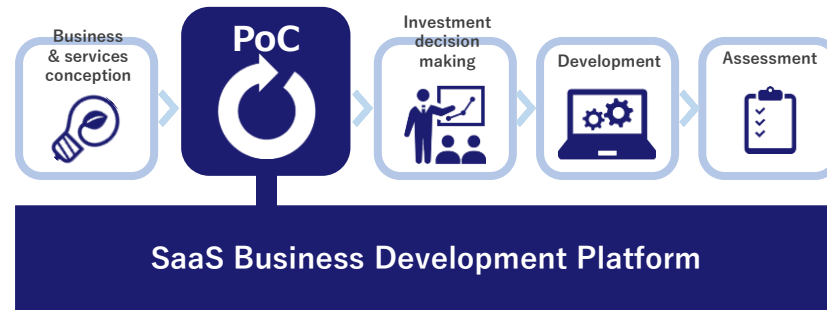 Business
& services
conception
PoC
Investment
decision
making
Development
Assessment
SaaS Business Development Platform